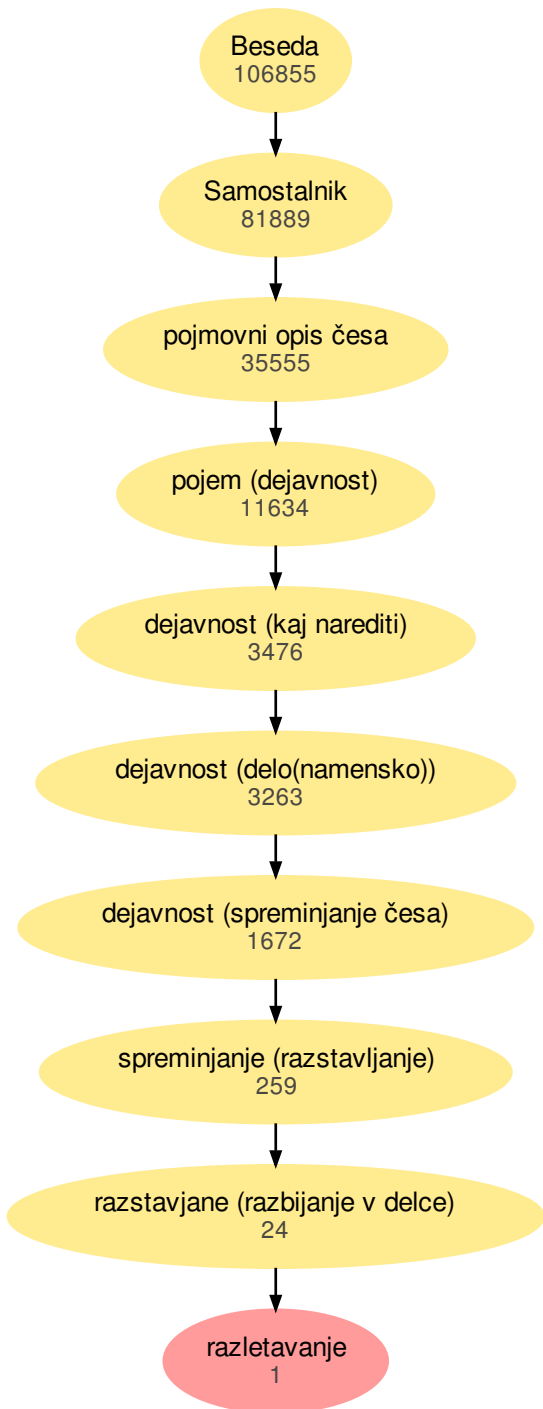 Beseda
106855
Samostalnik
81889
pojmovni opis česa
35555
pojem (dejavnost)
11634
dejavnost (kaj narediti)
3476
dejavnost (delo(namensko))
3263
dejavnost (spreminjanje česa)
1672
spreminjanje (razstavljanje)
259
razstavjane (razbijanje v delce)
24
razletavanje
1